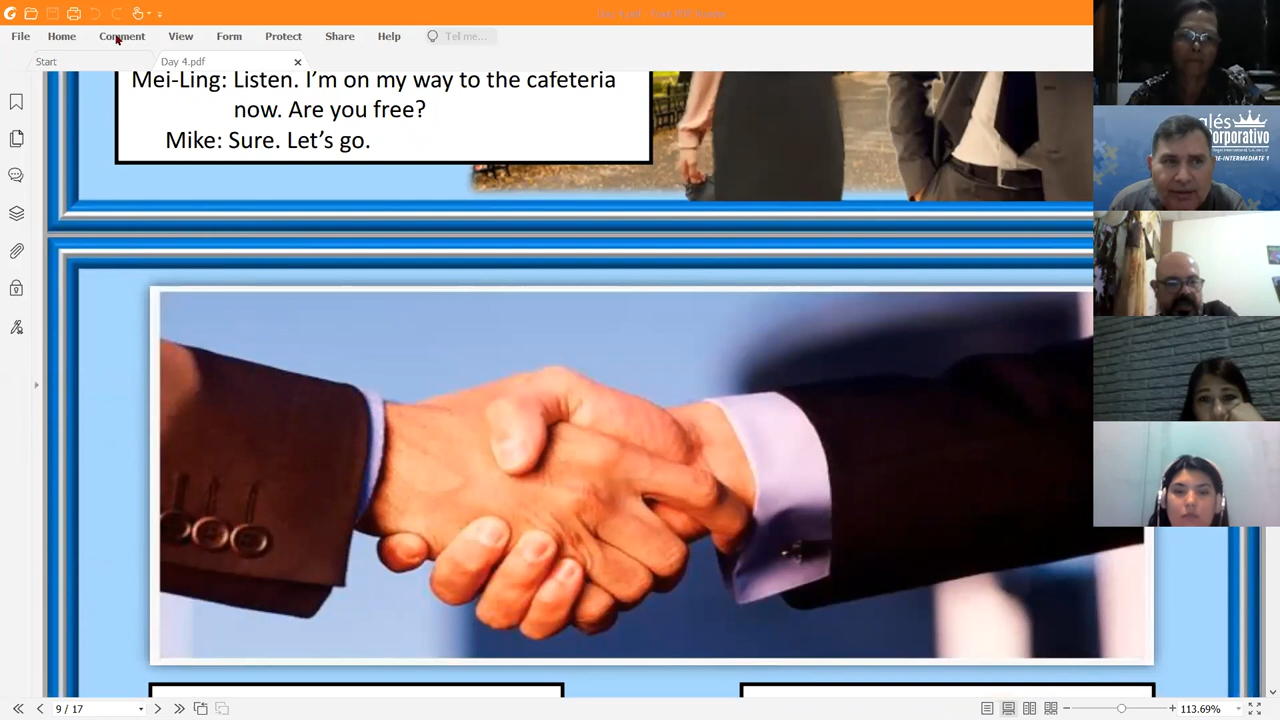 File Home Comment View Form Protect Share Help Tell me...
Start Day 4.pdf
Mei-Ling: Listen. I'm on my way to the cafeteria
now. Are you free?
Mike: Sure. Let's go.
9 / 17
113.69%